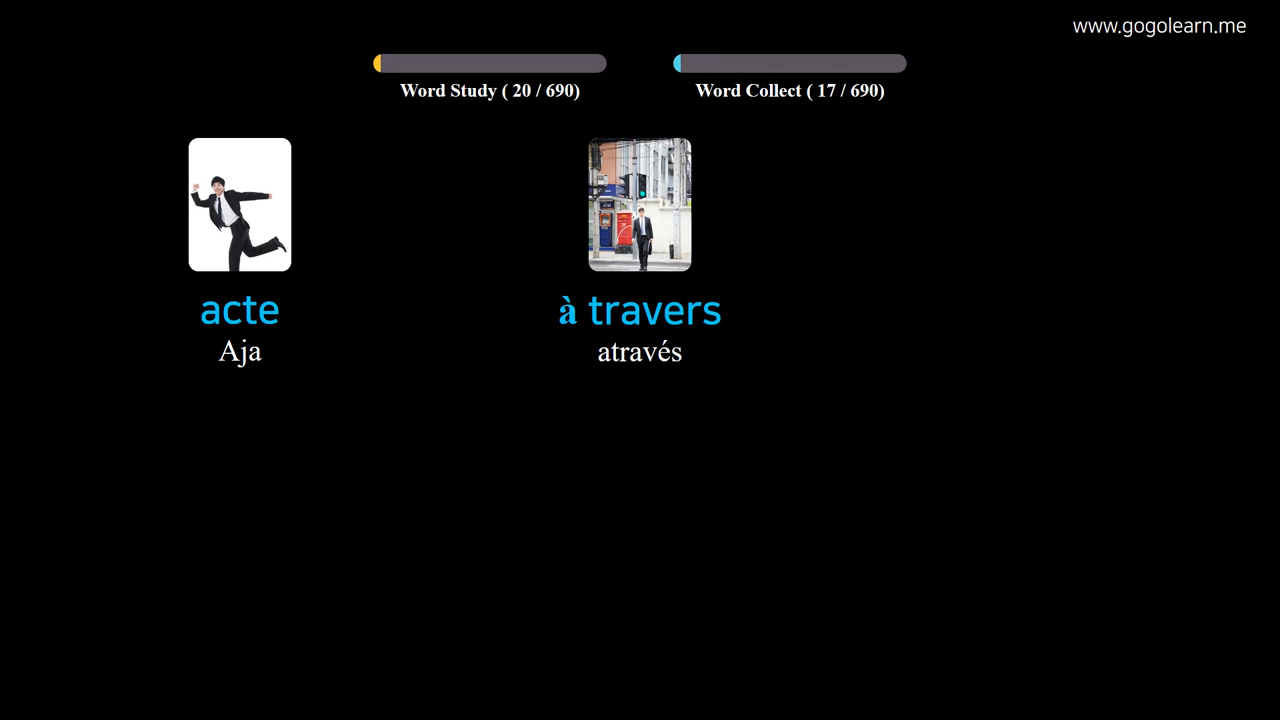 www.gogolearn.me
Word Study ( 20 / 690)
Word Collect ( 17 / 690)
acte
Aja
à travers
através